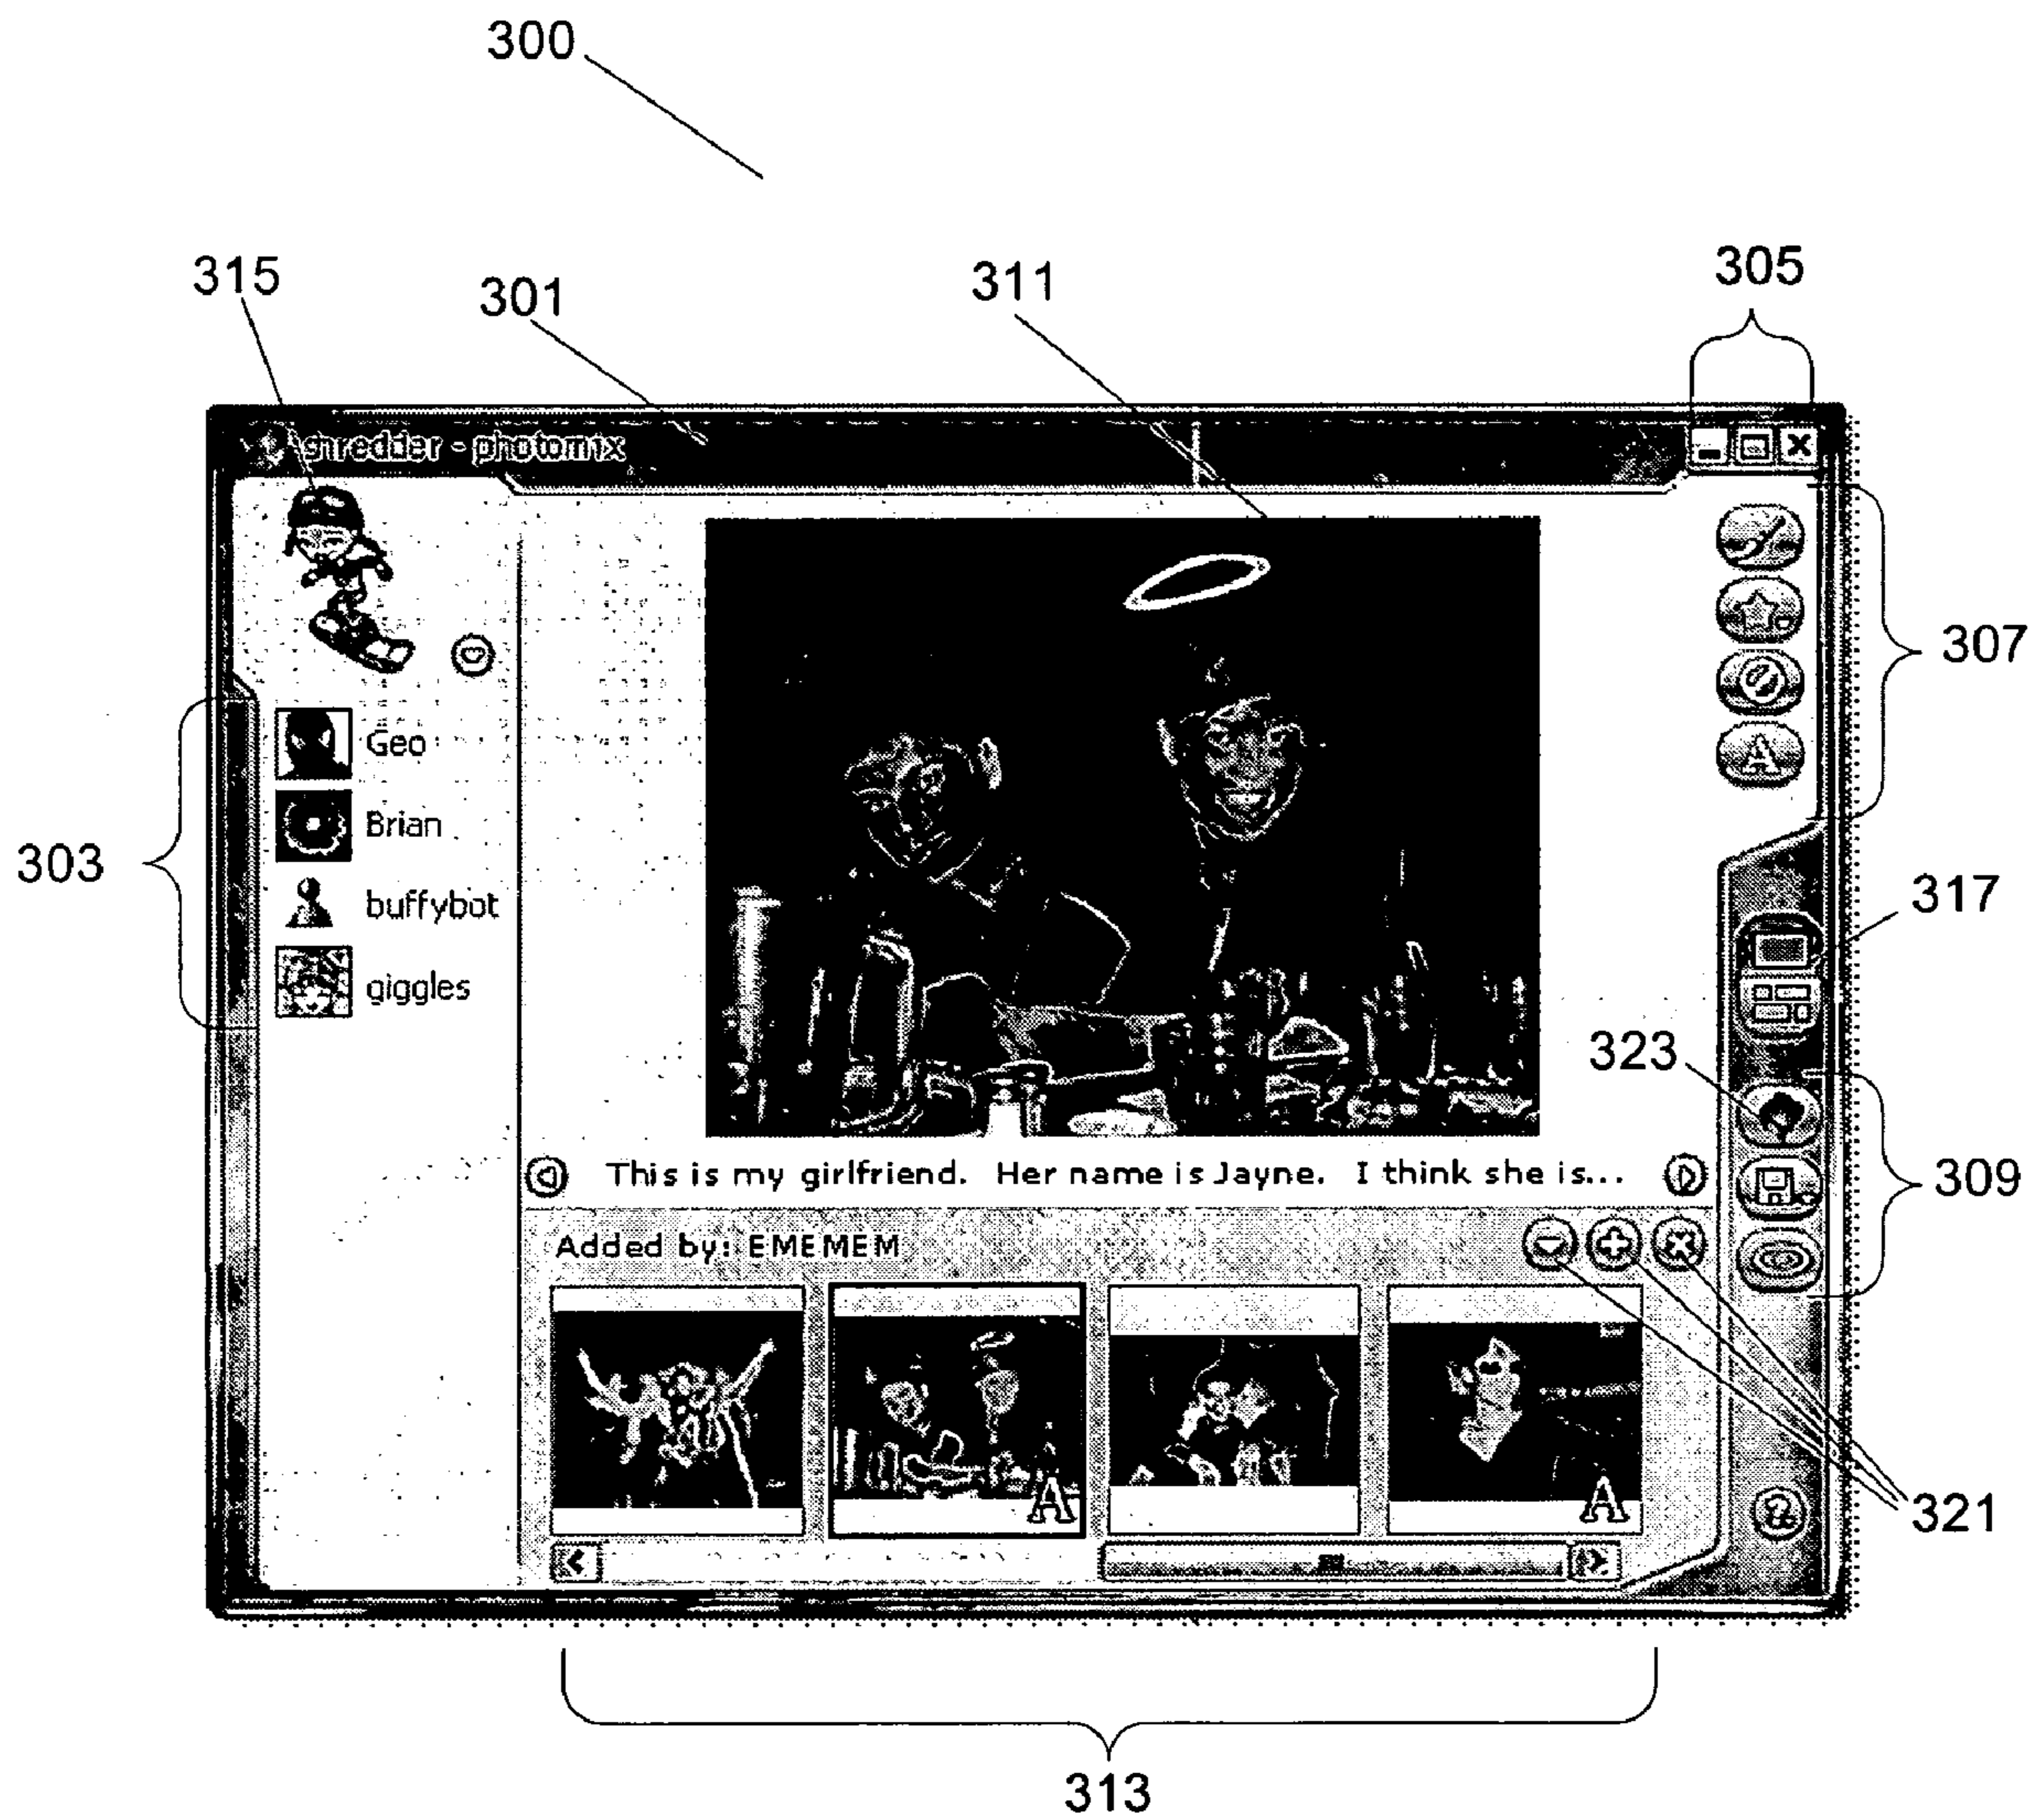 300
315
301
311
305
shredder - photomix
307
Geo
Brian
303
buffybot
317
giggles
A
323
This is my girlfriend. Her name is Jayne. I think she is...
309
Added by: EMEMEM
A
A
321
?
313